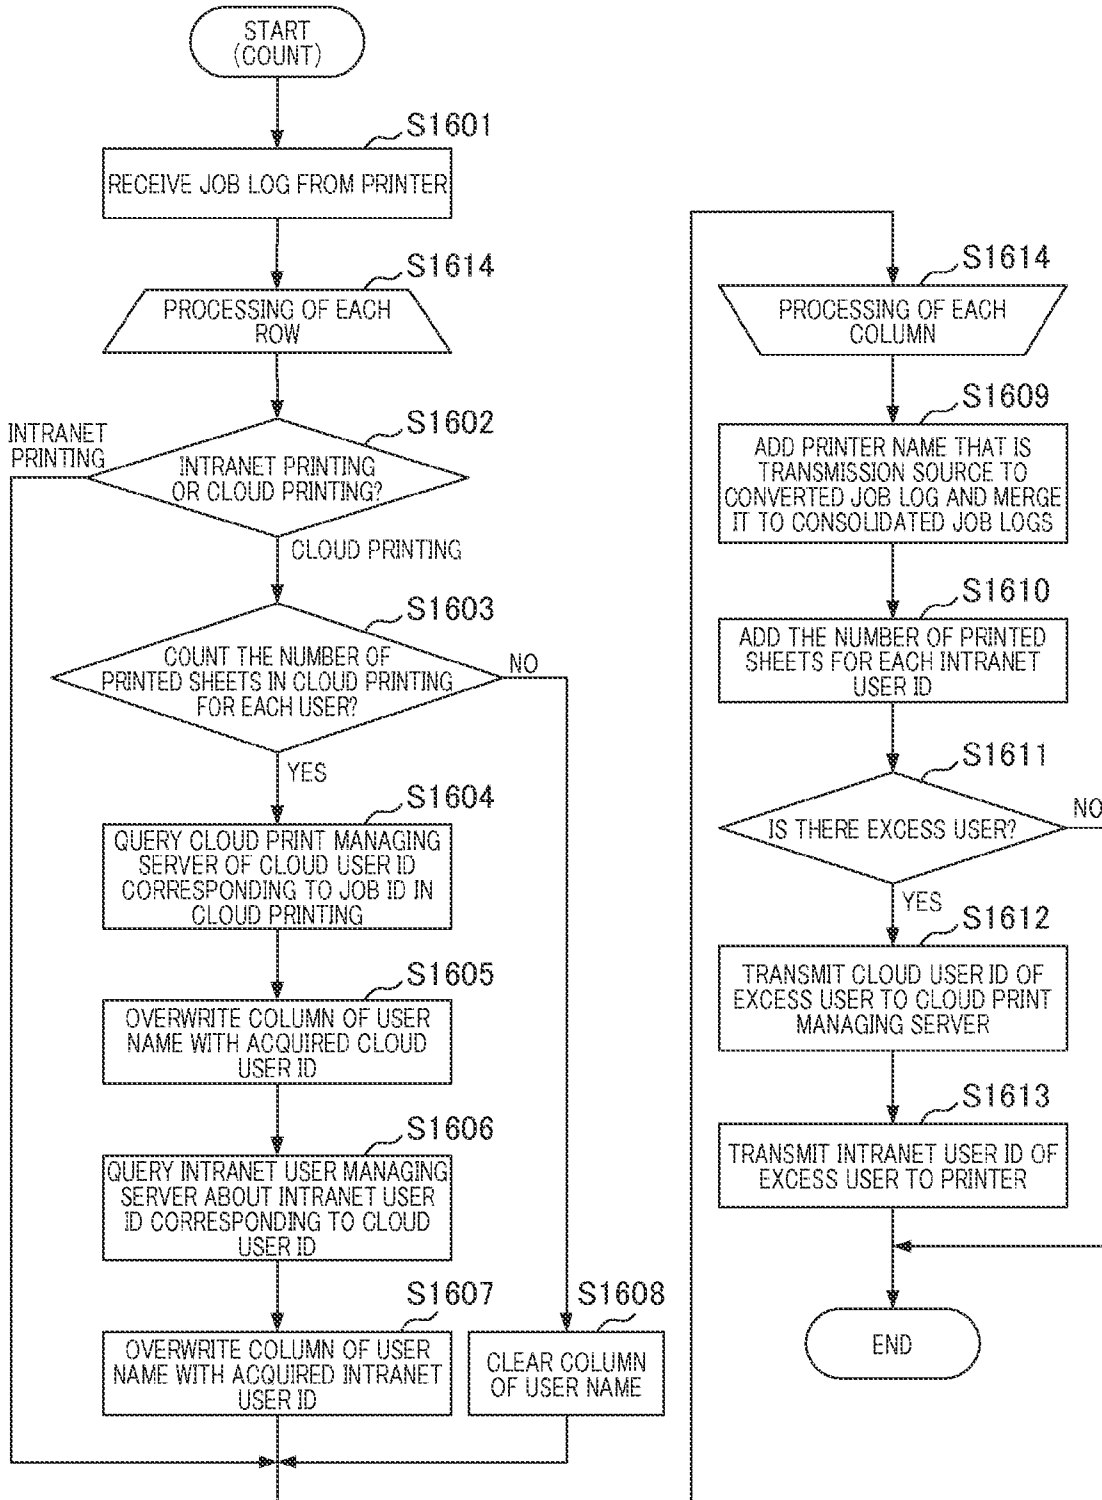 START
(COUNT)
S1601
RECEIVE JOB LOG FROM PRINTER
S1614
PROCESSING OF EACH
ROW
S1602
INTRANET
PRINTING
INTRANET PRINTING
OR CLOUD PRINTING?
CLOUD PRINTING
S1603
COUNT THE NUMBER OF
PRINTED SHEETS IN CLOUD PRINTING
FOR EACH USER?
NO
YES
S1604
QUERY CLOUD PRINT MANAGING
SERVER OF CLOUD USER ID
CORRESPONDING TO JOB ID IN
CLOUD PRINTING
S1605
OVERWRITE COLUMN OF USER
NAME WITH ACQUIRED CLOUD
USER ID
S1606
QUERY INTRANET USER MANAGING
SERVER ABOUT INTRANET USER
ID CORRESPONDING TO CLOUD
USER ID
S1607
OVERWRITE COLUMN OF USER
NAME WITH ACQUIRED INTRANET
USER ID
S1608
CLEAR COLUMN
OF USER NAME
S1614
PROCESSING OF EACH
COLUMN
S1609
ADD PRINTER NAME THAT IS
TRANSMISSION SOURCE TO
CONVERTED JOB LOG AND MERGE
IT TO CONSOLIDATED JOB LOGS
S1610
ADD THE NUMBER OF PRINTED
SHEETS FOR EACH INTRANET
USER ID
S1611
IS THERE EXCESS USER?
NO
YES
S1612
TRANSMIT CLOUD USER ID OF
EXCESS USER TO CLOUD PRINT
MANAGING SERVER
S1613
TRANSMIT INTRANET USER ID OF
EXCESS USER TO PRINTER
END